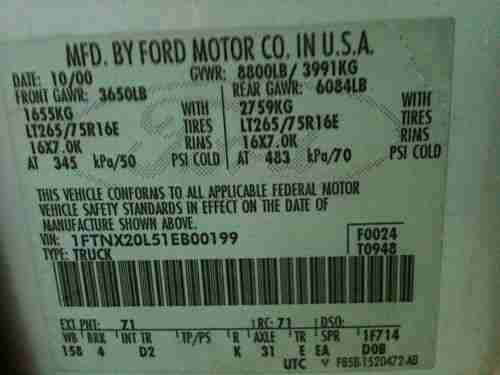 MFD. BY FORD MOTOR CO. IN U.S.A.
DATE: 10/00 GVWR: 8800LB/ 3991KG
FRONT GAWR: 3650LB REAR GAWR: 6084LB
1655KG WITH 2759KG WITH
LT265/75R16E TIRES LT265/75R16E TIRES
16X7.0K RIMS 16X7.0K RIMS
AT 345 kPa/50 PSI COLD AT 483 kPa/70 PSI COLD
THIS VEHICLE CONFORMS TO ALL APPLICABLE FEDERAL MOTOR
VEHICLE SAFETY STANDARDS IN EFFECT ON THE DATE OF
MANUFACTURE SHOWN ABOVE.
VIN: 1FTNX20L51EB00199 F0024
TYPE: TRUCK T0948
EXT PNT: 71 RC: 71 DSO:
WB BRK INT TR TP/PS R AXLE TR SPR 1F714
158 4 D2 K 31 E EA DOB
UTC F85B-1520472-AB